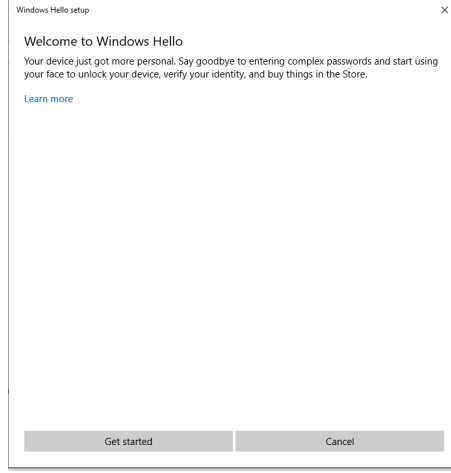 Windows Hello setup
Welcome to Windows Hello
Your device just got more personal. Say goodbye to entering complex passwords and start using
your face to unlock your device, verify your identity, and buy things in the Store.
Learn more
Get started
Cancel